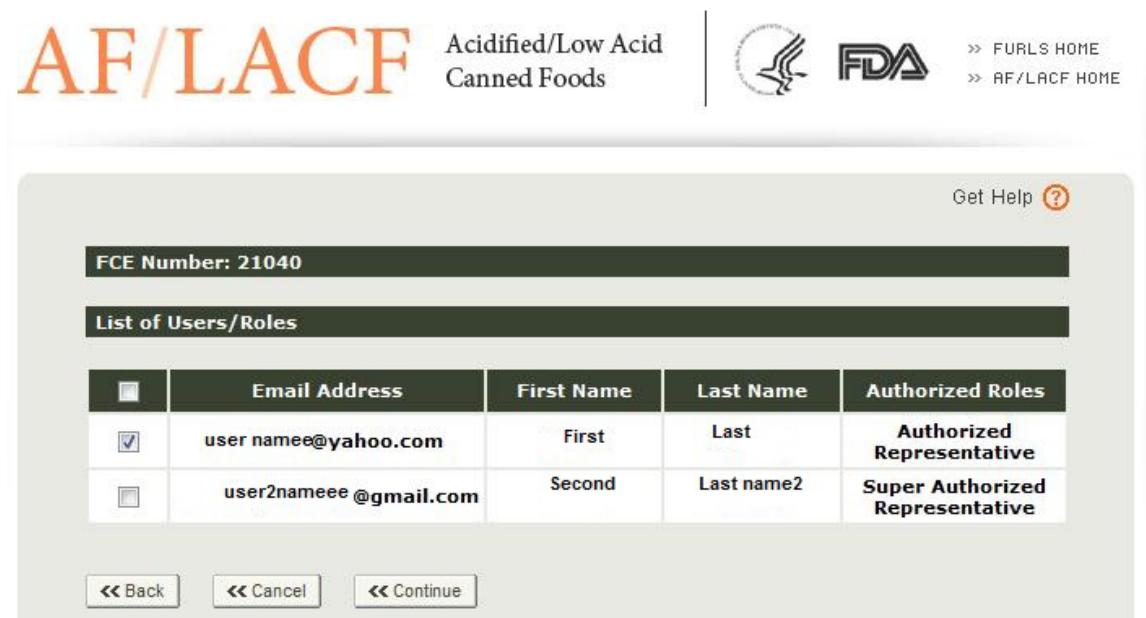 AF/LACF Acidified/Low Acid
Canned Foods
FDA
>> FURLS HOME
>> AF/LACF HOME
Get Help ?
FCE Number: 21040
List of Users/Roles
Email Address First Name Last Name Authorized Roles
user namee@yahoo.com First Last Authorized
Representative
user2nameee @gmail.com Second Last name2 Super Authorized
Representative
<< Back << Cancel << Continue